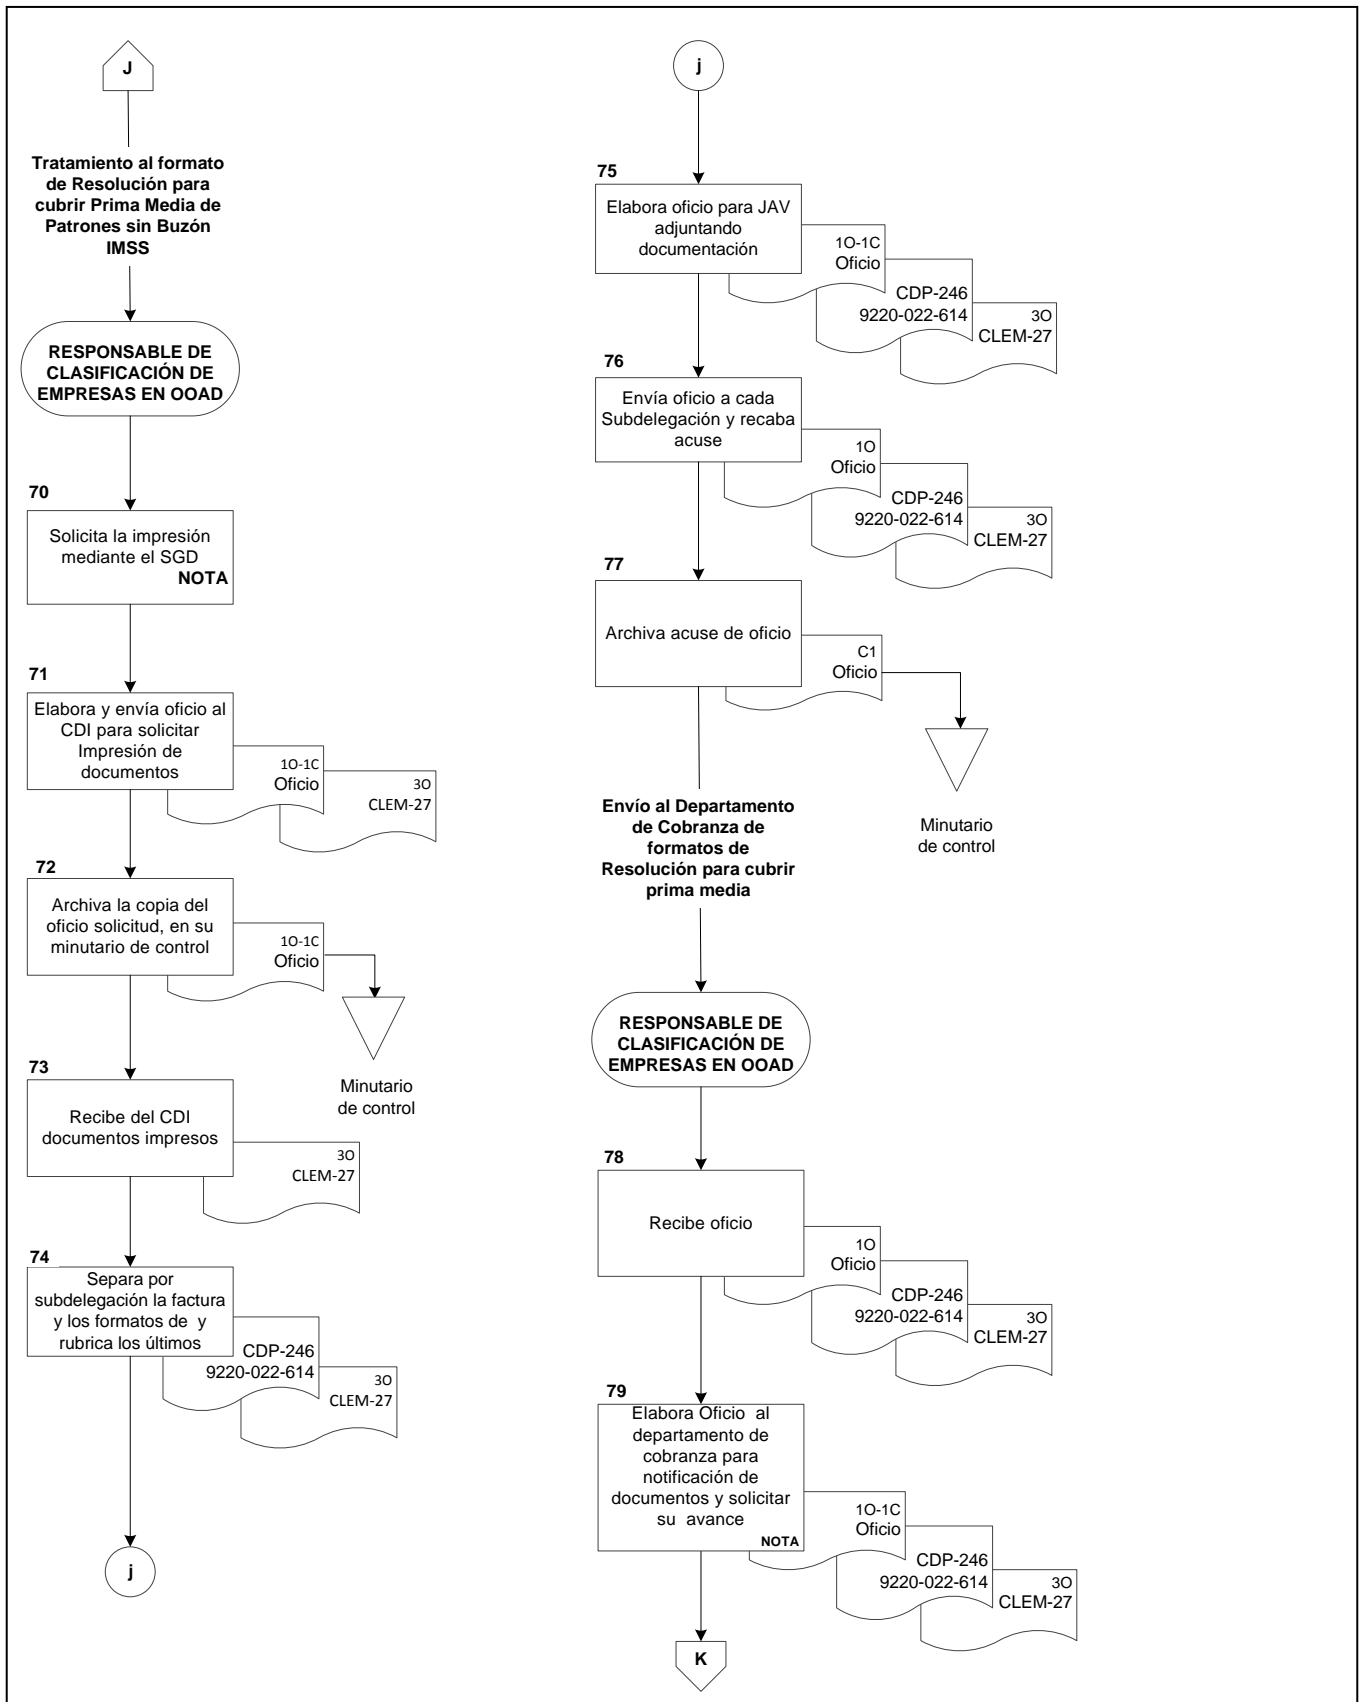 J
Tratamiento al formato
de Resolución para
cubrir Prima Media de
Patrones sin Buzón
IMSS
RESPONSABLE DE
CLASIFICACIÓN DE
EMPRESAS EN OOAD
70
Solicita la impresión
mediante el SGD
NOTA
71
Elabora y envía oficio al
CDI para solicitar
Impresión de
documentos
1O-1C
Oficio
3O
CLEM-27
72
Archiva la copia del
oficio solicitud, en su
minutario de control
1O-1C
Oficio
Minutario
de control
73
Recibe del CDI
documentos impresos
3O
CLEM-27
74
Separa por
subdelegación la factura
y los formatos de y
rubrica los últimos
CDP-246
9220-022-614
3O
CLEM-27
j
j
75
Elabora oficio para JAV
adjuntando
documentación
1O-1C
Oficio
CDP-246
9220-022-614
3O
CLEM-27
76
Envía oficio a cada
Subdelegación y recaba
acuse
1O
Oficio
CDP-246
9220-022-614
3O
CLEM-27
77
Archiva acuse de oficio
C1
Oficio
Minutario
de control
Envío al Departamento
de Cobranza de
formatos de
Resolución para cubrir
prima media
RESPONSABLE DE
CLASIFICACIÓN DE
EMPRESAS EN OOAD
78
Recibe oficio
1O
Oficio
CDP-246
9220-022-614
3O
CLEM-27
79
Elabora Oficio al
departamento de
cobranza para
notificación de
documentos y solicitar
su avance
NOTA
1O-1C
Oficio
CDP-246
9220-022-614
3O
CLEM-27
K